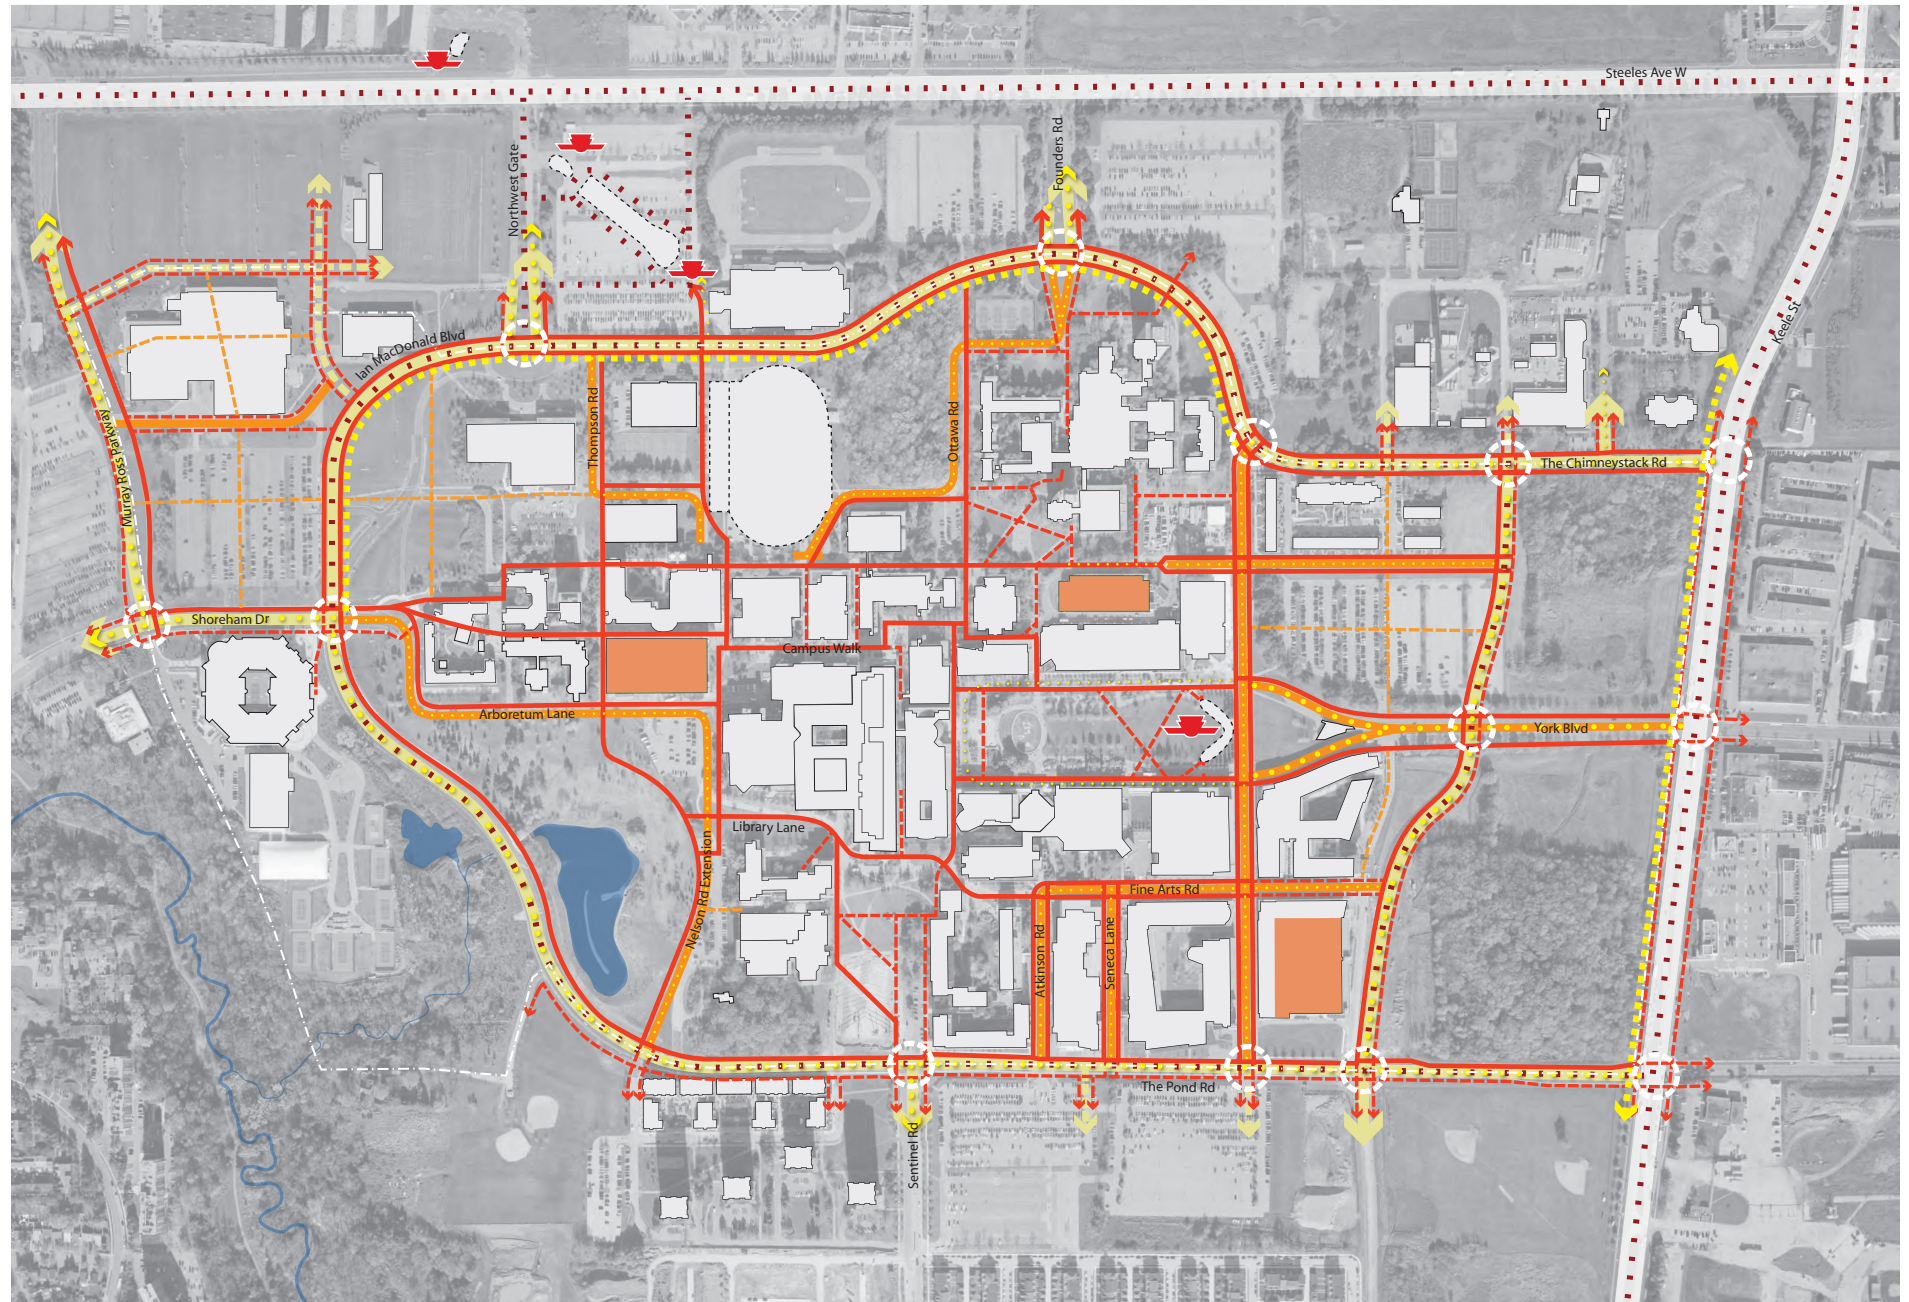 Steeles Ave W
Founders Rd
Northwest Gate
Keele St
Ian MacDonald Blvd
Thompson Rd
Ottawa Rd
Murray Ross Parkway
The Chimneystack Rd
Shoreham Dr
Campus Walk
Arboretum Lane
York Blvd
Library Lane
Nelson Rd Extension
Fine Arts Rd
Atkinson Rd
Seneca Lane
The Pond Rd
Sentinel Rd